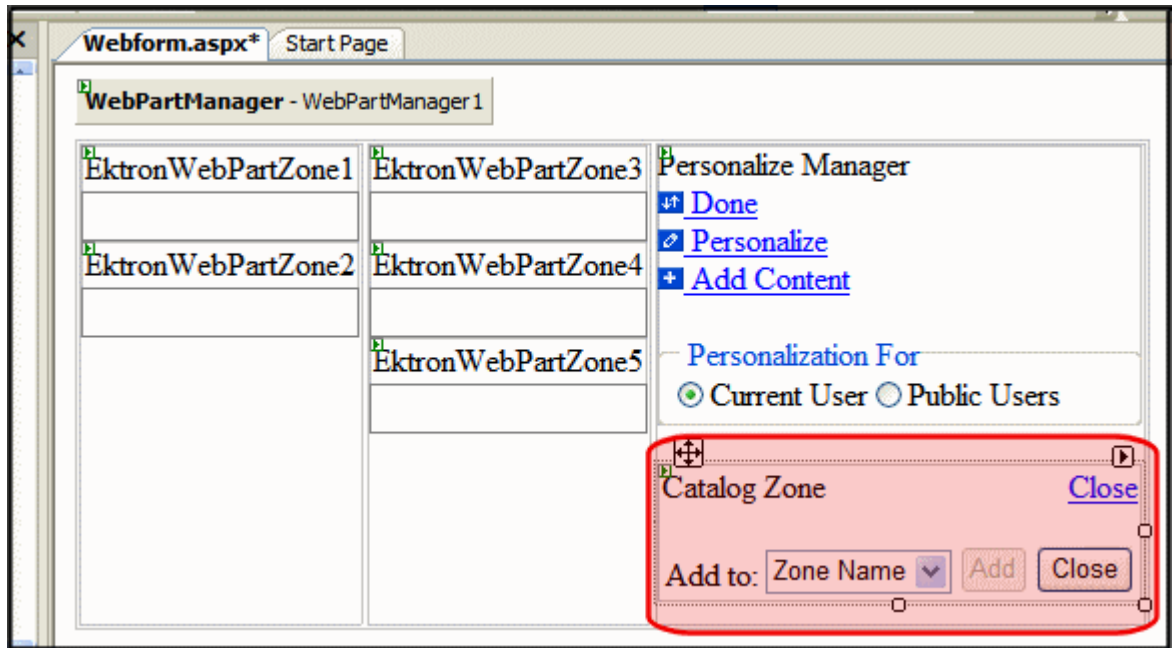 Webform.aspx* Start Page
WebPartManager - WebPartManager1
EktronWebPartZone1
EktronWebPartZone2
EktronWebPartZone3
EktronWebPartZone4
EktronWebPartZone5
Personalize Manager
Done
Personalize
Add Content
Personalization For
Current User Public Users
Catalog Zone Close
Add to: Zone Name Add Close